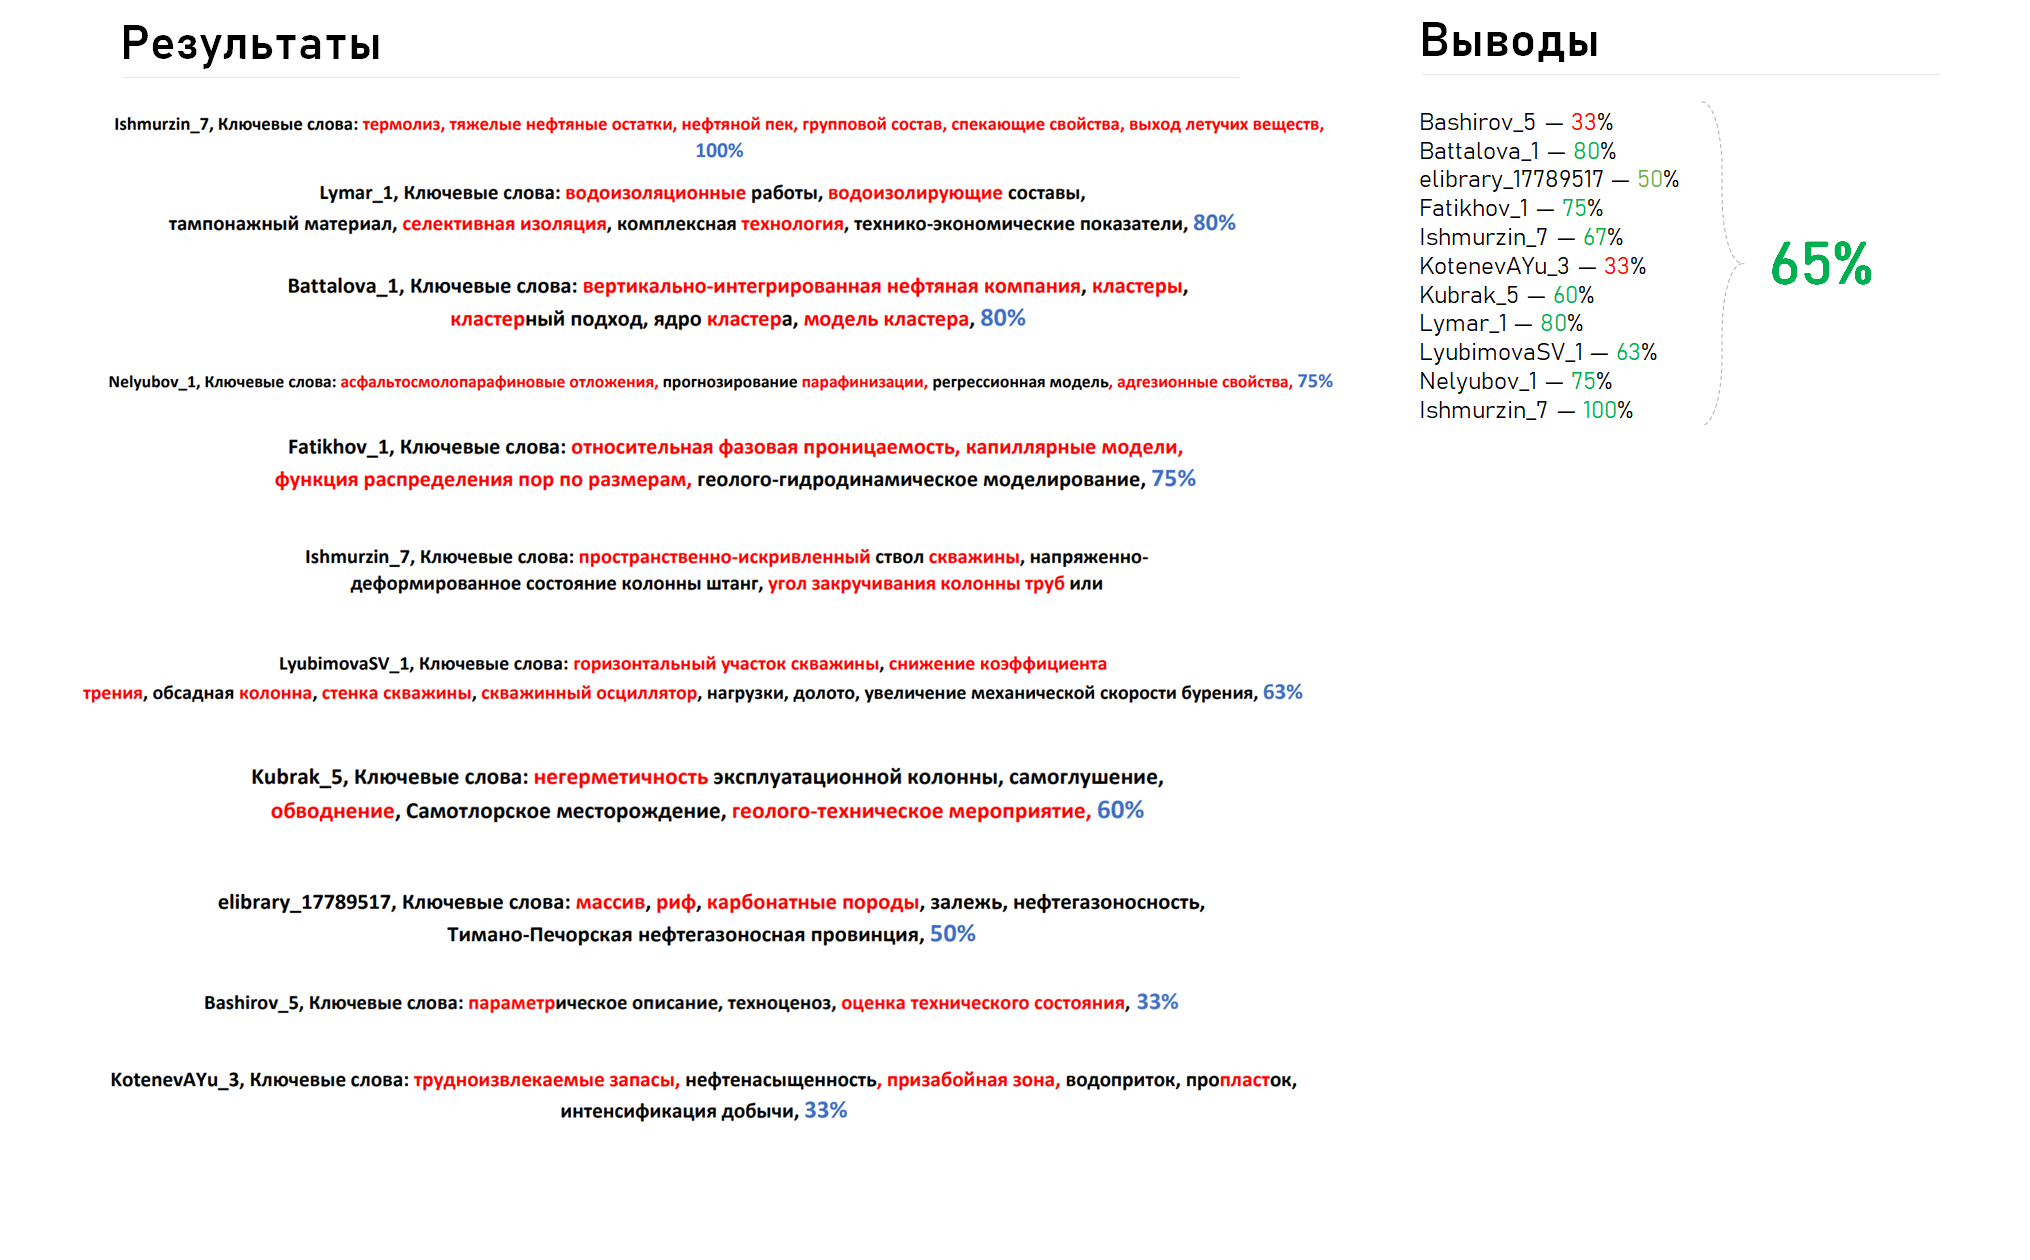 Результаты
Ishmurzin_7, Ключевые слова: термолиз, тяжелые нефтяные остатки, нефтяной пек, групповой состав, спекающие свойства, выход летучих веществ,
100%
Lymar_1, Ключевые слова: водоизоляционные работы, водоизолирующие составы,
тампонажный материал, селективная изоляция, комплексная технология, технико-экономические показатели, 80%
Battalova_1, Ключевые слова: вертикально-интегрированная нефтяная компания, кластеры,
кластерный подход, ядро кластера, модель кластера, 80%
Nelyubov_1, Ключевые слова: асфальтосмолопарафиновые отложения, прогнозирование парафинизации, регрессионная модель, адгезионные свойства, 75%
Fatikhov_1, Ключевые слова: относительная фазовая проницаемость, капиллярные модели,
функция распределения пор по размерам, геолого-гидродинамическое моделирование, 75%
Ishmurzin_7, Ключевые слова: пространственно-искривленный ствол скважины, напряженно-
деформированное состояние колонны штанг, угол закручивания колонны труб или
LyubimovaSV_1, Ключевые слова: горизонтальный участок скважины, снижение коэффициента
трения, обсадная колонна, стенка скважины, скважинный осциллятор, нагрузки, долото, увеличение механической скорости бурения, 63%
Kubrak_5, Ключевые слова: негерметичность эксплуатационной колонны, самоглушение,
обводнение, Самотлорское месторождение, геолого-техническое мероприятие, 60%
elibrary_17789517, Ключевые слова: массив, риф, карбонатные породы, залежь, нефтегазоносность,
Тимано-Печорская нефтегазоносная провинция, 50%
Bashirov_5, Ключевые слова: параметрическое описание, техноценоз, оценка технического состояния, 33%
KotenevAYu_3, Ключевые слова: трудноизвлекаемые запасы, нефтенасыщенность, призабойная зона, водоприток, пропласток,
интенсификация добычи, 33%
Выводы
Bashirov_5 — 33%
Battalova_1 — 80%
elibrary_17789517 — 50%
Fatikhov_1 — 75%
Ishmurzin_7 — 67%
KotenevAYu_3 — 33%
Kubrak_5 — 60%
Lymar_1 — 80%
LyubimovaSV_1 — 63%
Nelyubov_1 — 75%
Ishmurzin_7 — 100%
65%